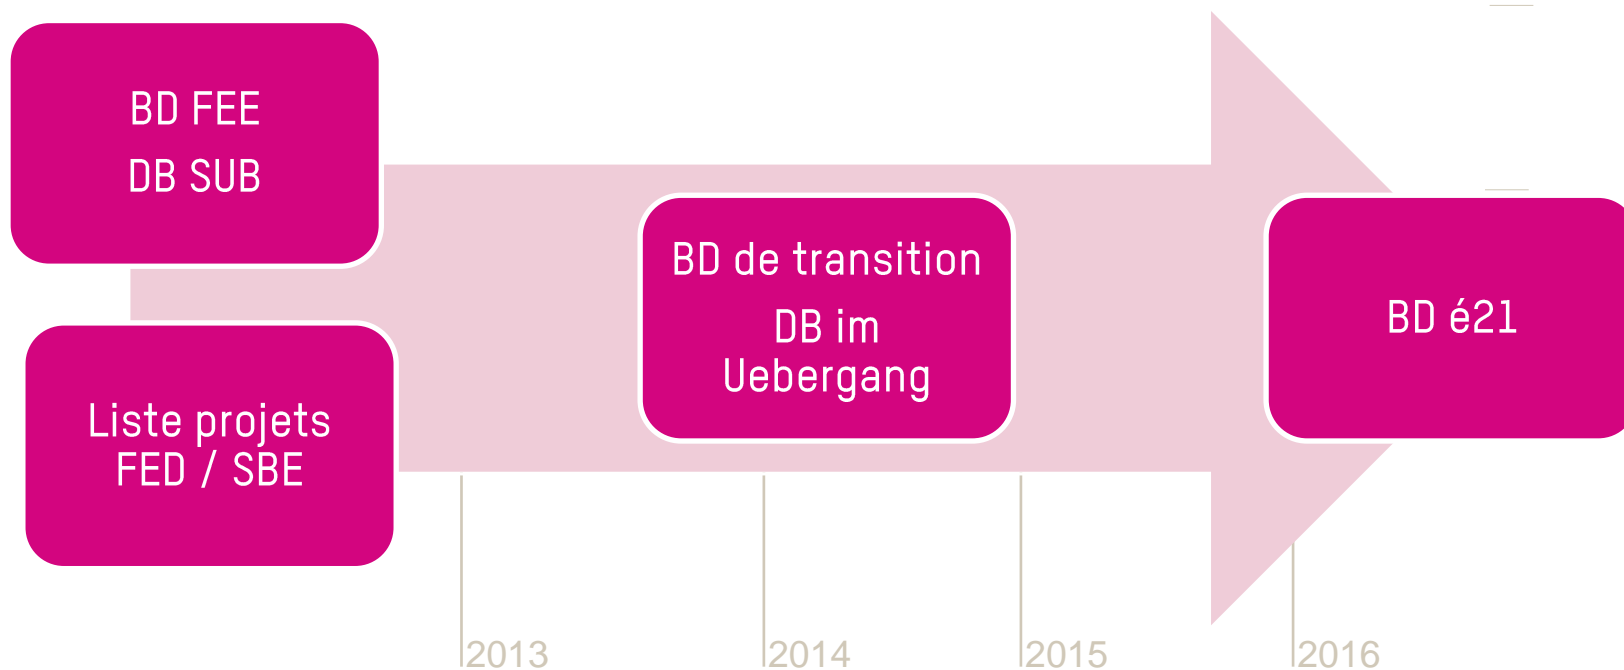 BD FEE
DB SUB
Liste projets
FED / SBE
BD de transition
DB im
Uebergang
BD é21
2013
2014
2015
2016